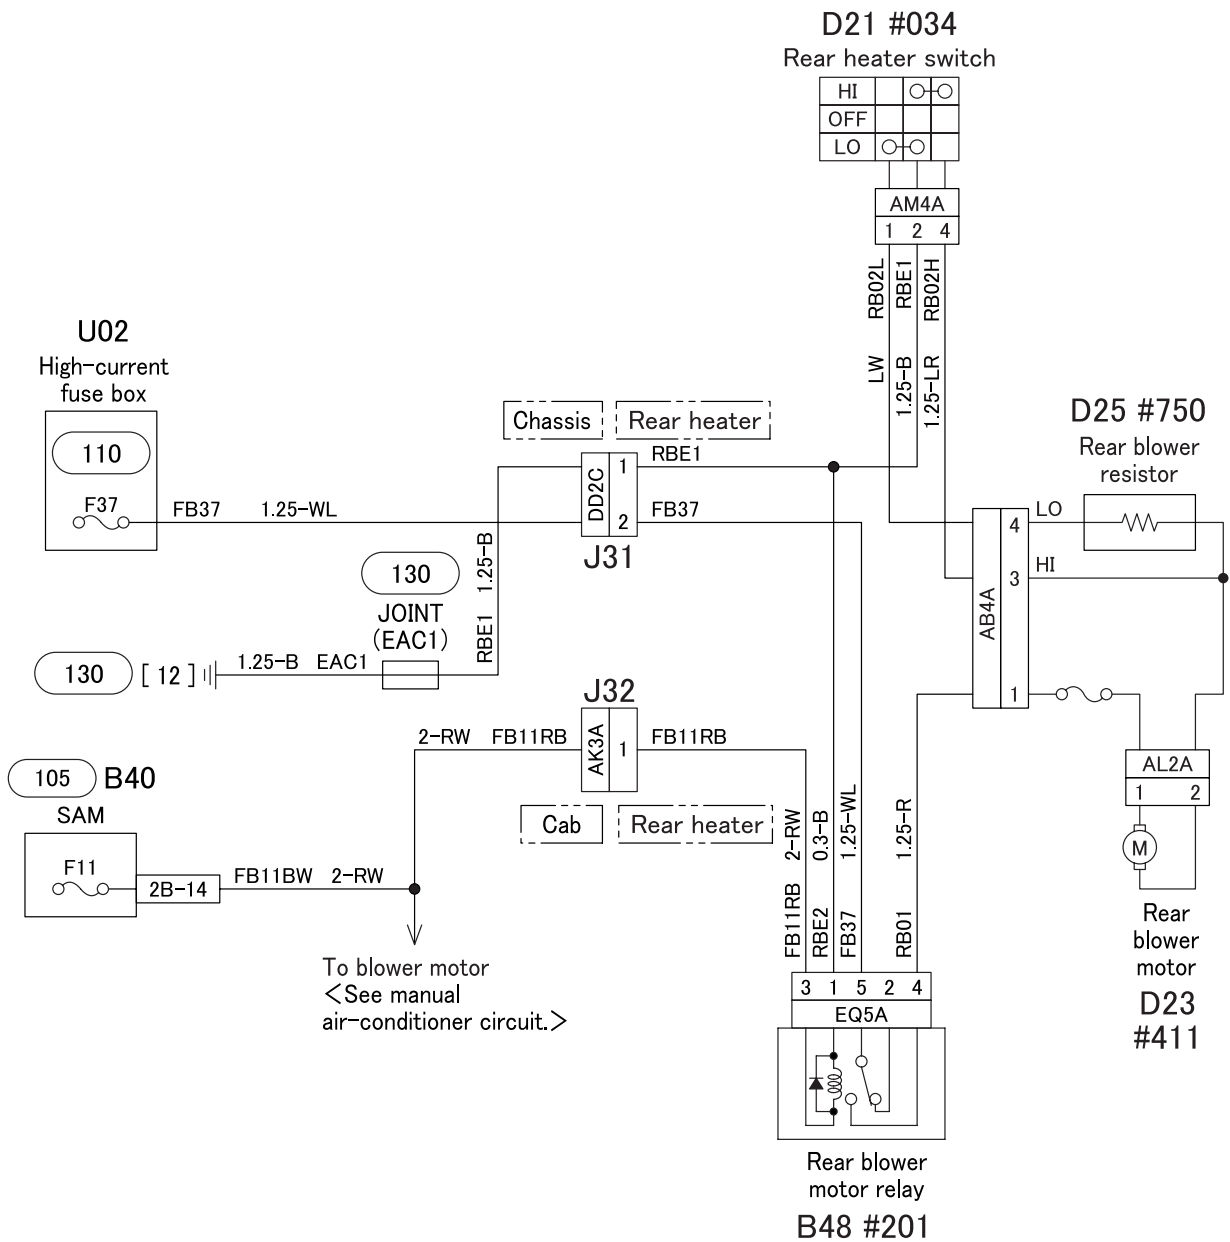 D21 #034
Rear heater switch
HI
OFF
LO
AM4A
1 2 4
RB02L
RBE1
RB02H
LW
1.25-B
1.25-LR
U02
High-current
fuse box
110
F37
FB37 1.25-WL
Chassis
Rear heater
DD2C
1
2
RBE1
FB37
J31
D25 #750
Rear blower
resistor
AB4A
4
3
1
LO
HI
130
JOINT
(EAC1)
1.25-B
RBE1
130
[ 12 ]
1.25-B EAC1
J32
2-RW FB11RB
AK3A
1
FB11RB
Cab
Rear heater
105
B40
SAM
F11
2B-14
FB11BW 2-RW
To blower motor
<See manual
air-conditioner circuit.>
2-RW
0.3-B
1.25-WL
1.25-R
FB11RB
RBE2
FB37
RB01
AL2A
1 2
M
Rear
blower
motor
D23
#411
3 1 5 2 4
EQ5A
Rear blower
motor relay
B48 #201